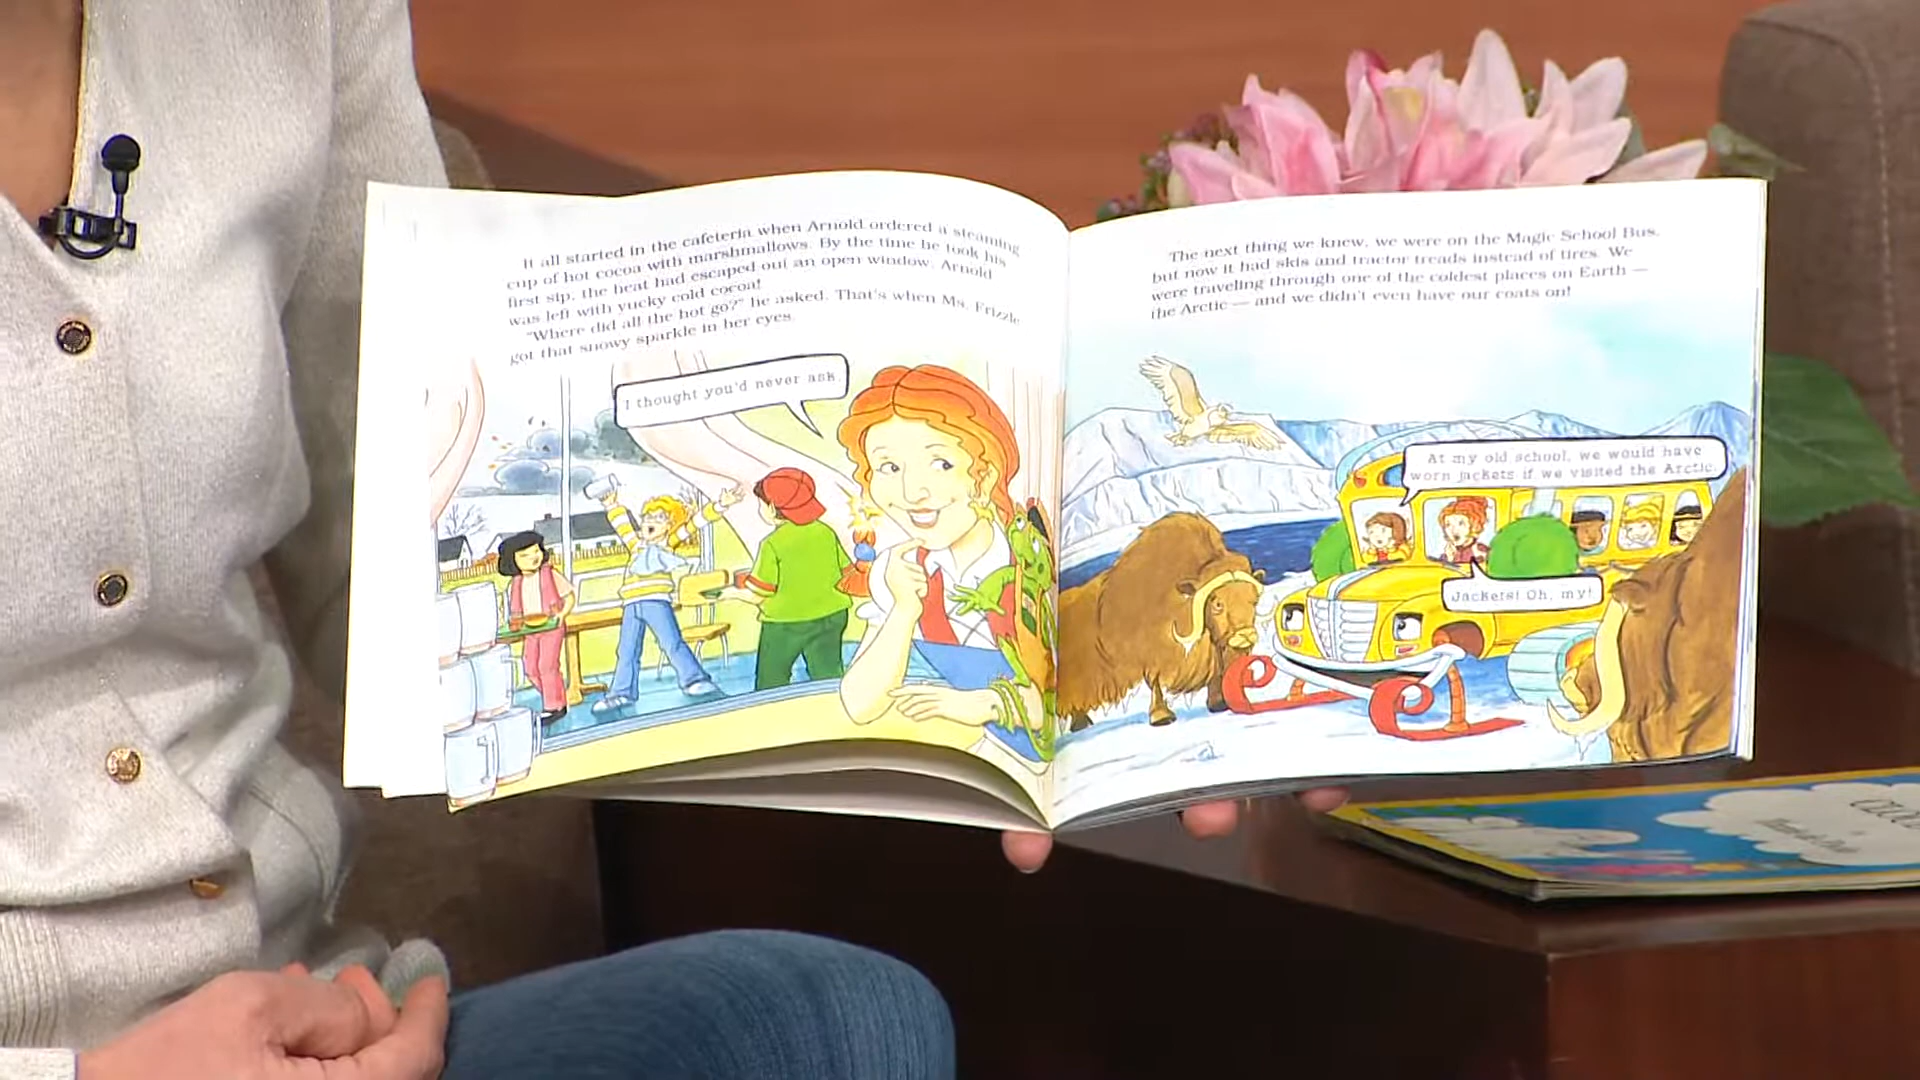 It all started in the cafeteria when Arnold ordered a steaming
cup of hot cocoa with marshmallows. By the time he took his
first sip, the heat had escaped out an open window. Arnold
was left with yucky cold cocoa!
"Where did all the hot go?" he asked. That's when Ms. Frizzle
got that snowy sparkle in her eyes.
I thought you'd never ask.
The next thing we knew, we were on the Magic School Bus,
but now it had skis and tractor treads instead of tires. We
were traveling through one of the coldest places on Earth —
the Arctic — and we didn't even have our coats on!
At my old school, we would have
worn jackets if we visited the Arctic.
Jackets! Oh, my!